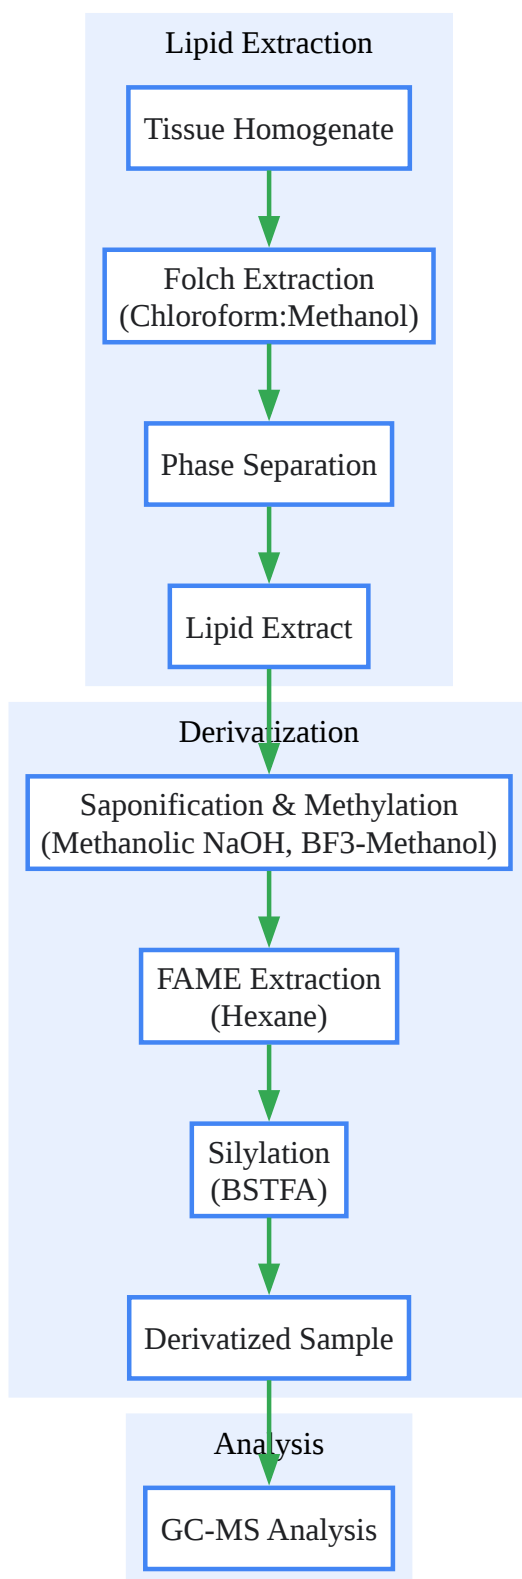 Lipid Extraction
Tissue Homogenate
Folch Extraction
(Chloroform:Methanol)
Phase Separation
Lipid Extract
Derivatization
Saponification & Methylation
(Methanolic NaOH, BF3-Methanol)
FAME Extraction
(Hexane)
Silylation
(BSTFA)
Derivatized Sample
Analysis
GC-MS Analysis